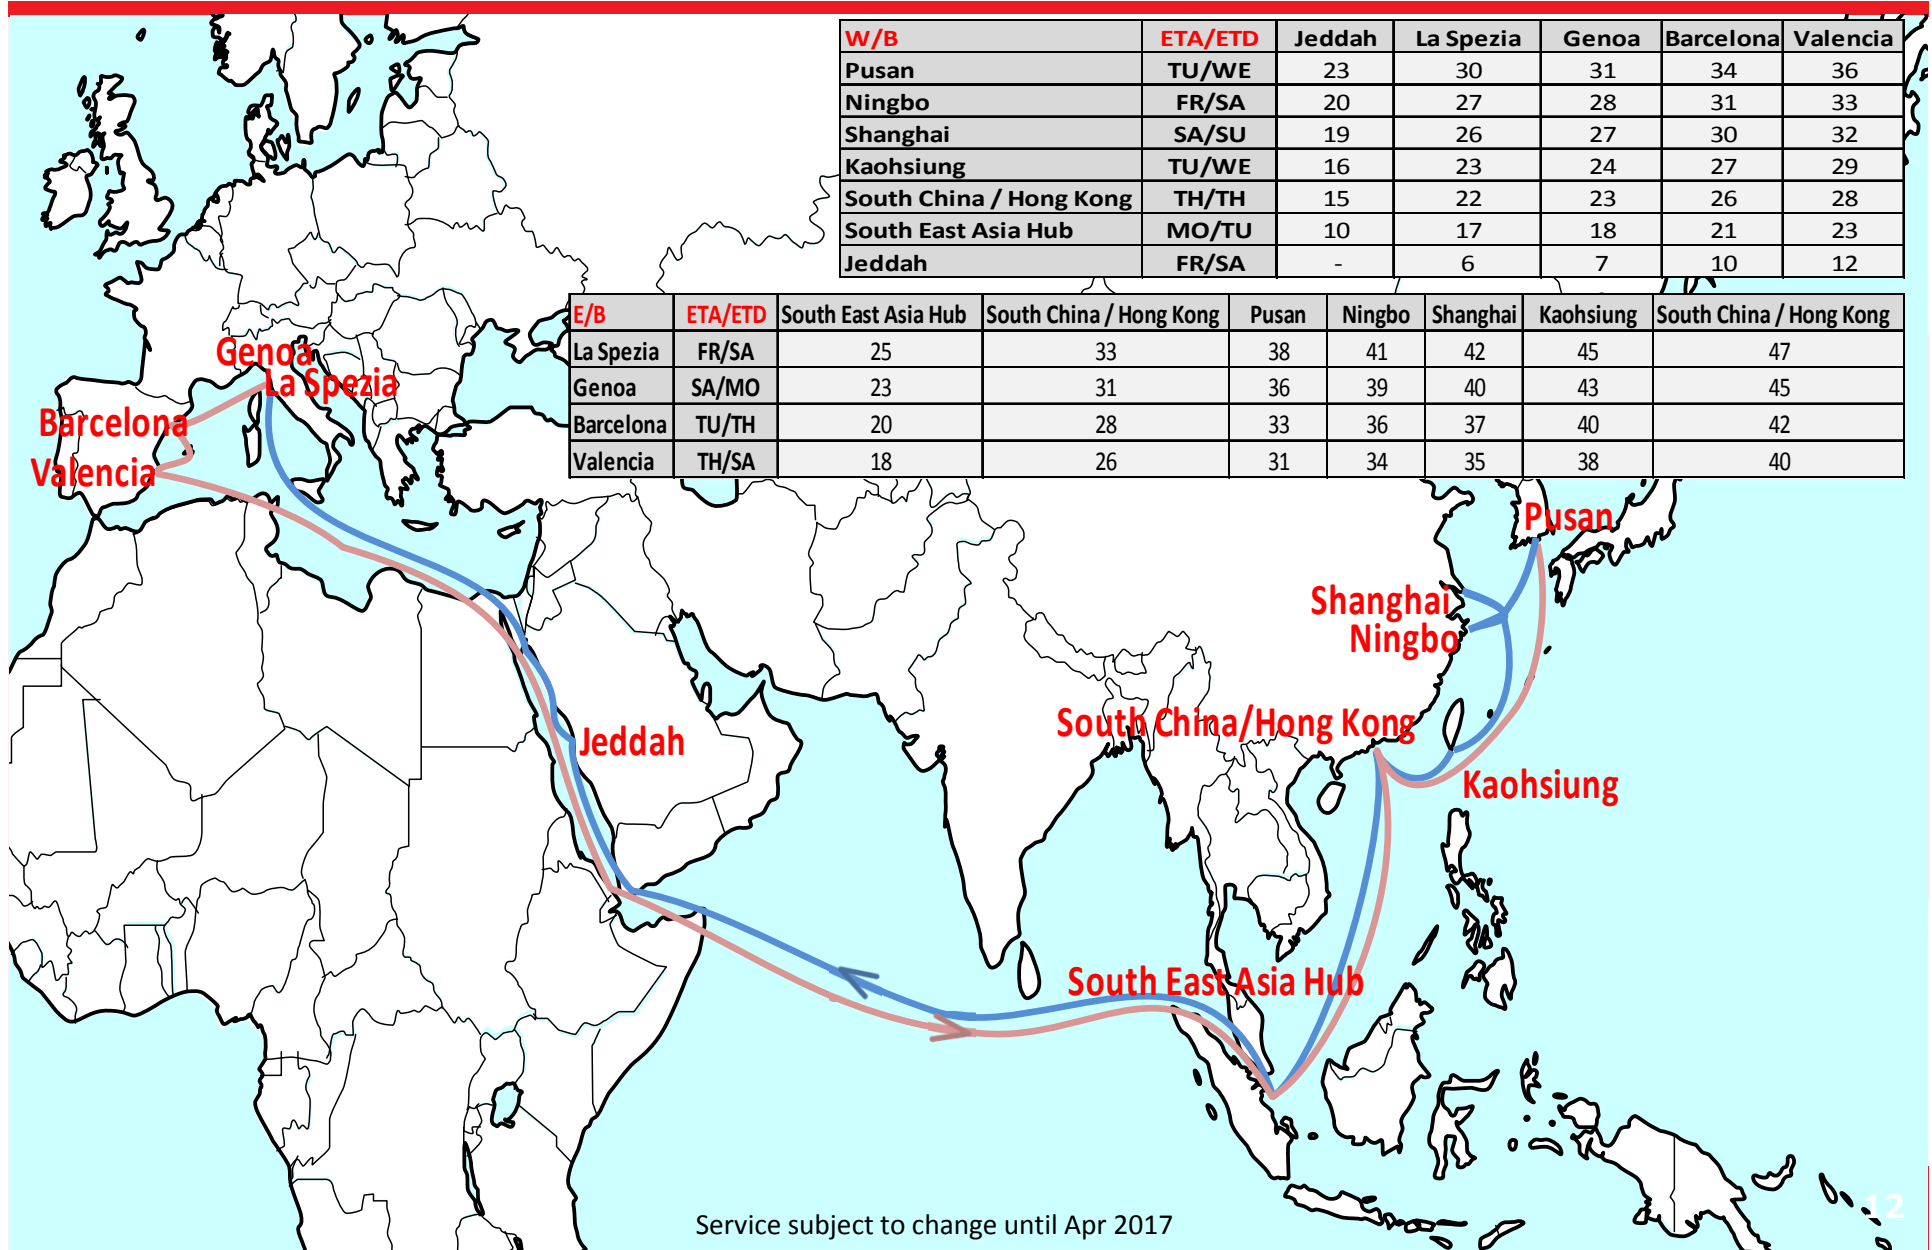 W/B ETA/ETD Jeddah La Spezia Genoa Barcelona Valencia
Pusan TU/WE 23 30 31 34 36
Ningbo FR/SA 20 27 28 31 33
Shanghai SA/SU 19 26 27 30 32
Kaohsiung TU/WE 16 23 24 27 29
South China / Hong Kong TH/TH 15 22 23 26 28
South East Asia Hub MO/TU 10 17 18 21 23
Jeddah FR/SA - 6 7 10 12
E/B ETA/ETD South East Asia Hub South China / Hong Kong Pusan Ningbo Shanghai Kaohsiung South China / Hong Kong
La Spezia FR/SA 25 33 38 41 42 45 47
Genoa SA/MO 23 31 36 39 40 43 45
Barcelona TU/TH 20 28 33 36 37 40 42
Valencia TH/SA 18 26 31 34 35 38 40
Genoa
La Spezia
Barcelona
Valencia
Pusan
Shanghai
Ningbo
South China/Hong Kong
Jeddah
Kaohsiung
South East Asia Hub
Service subject to change until Apr 2017
12